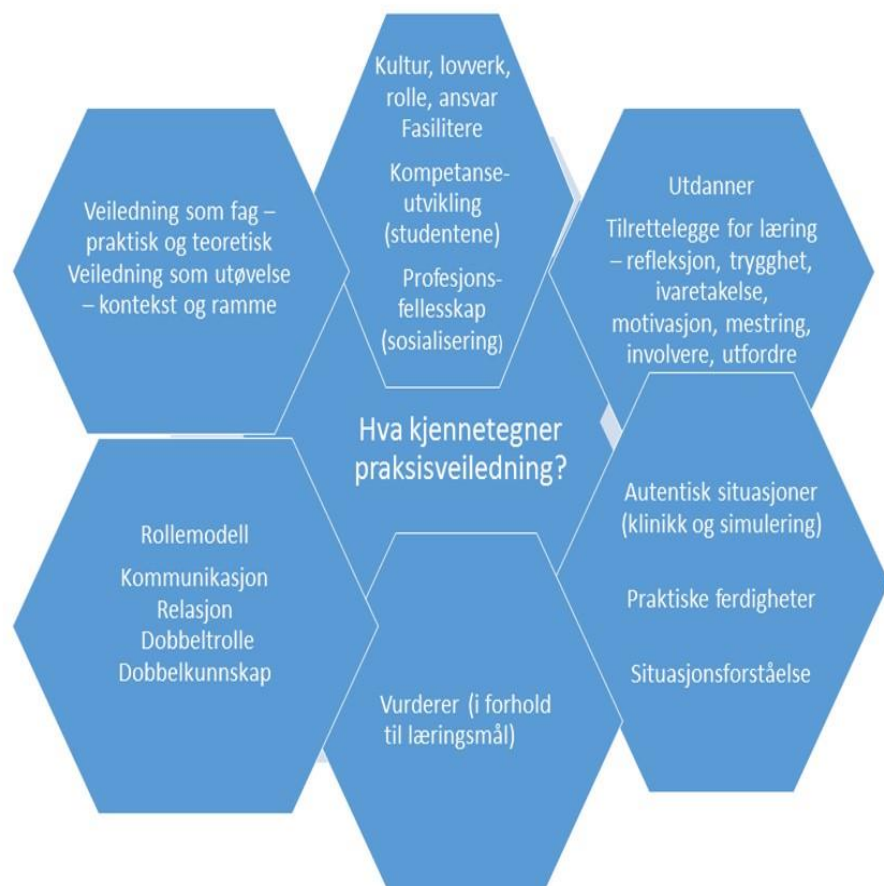 Kultur, lovverk,
rolle, ansvar
Fasilitere
Kompetanse-
utvikling
(studentene)
Profesjons-
fellesskap
(sosialisering)
Utdanner
Tilrettelegge for læring
– refleksjon, trygghet,
ivaretakelse,
motivasjon, mestring,
involvere, utfordre
Veiledning som fag –
praktisk og teoretisk
Veiledning som utøvelse
– kontekst og ramme
Hva kjennetegner
praksisveiledning?
Autentisk situasjoner
(klinikk og simulering)
Praktiske ferdigheter
Situasjonsforståelse
Rollemodell
Kommunikasjon
Relasjon
Dobbeltrolle
Dobbelkunnskap
Vurderer (i forhold
til læringsmål)